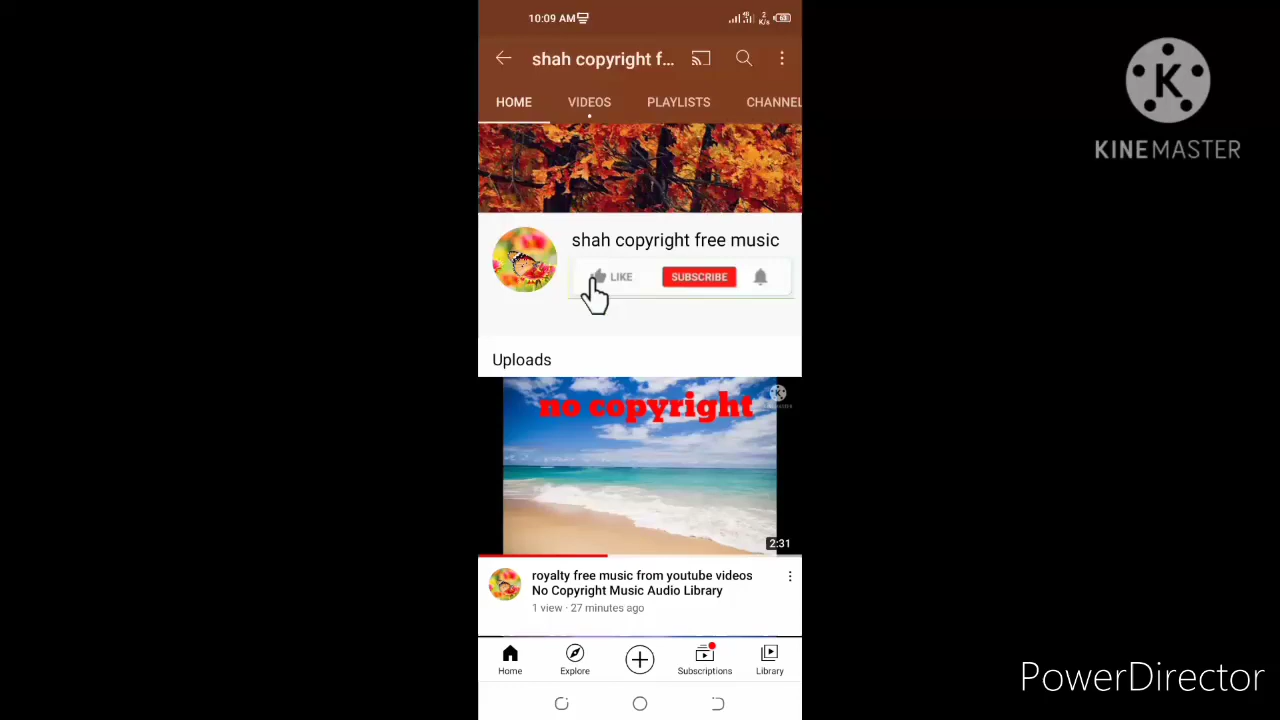 10:09 AM
shah copyright f...
HOME VIDEOS PLAYLISTS CHANNEL
K
KINEMASTER
shah copyright free music
LIKE SUBSCRIBE
Uploads
no copyright
2:31
royalty free music from youtube videos
No Copyright Music Audio Library
1 view · 27 minutes ago
Home Explore Subscriptions Library
PowerDirector